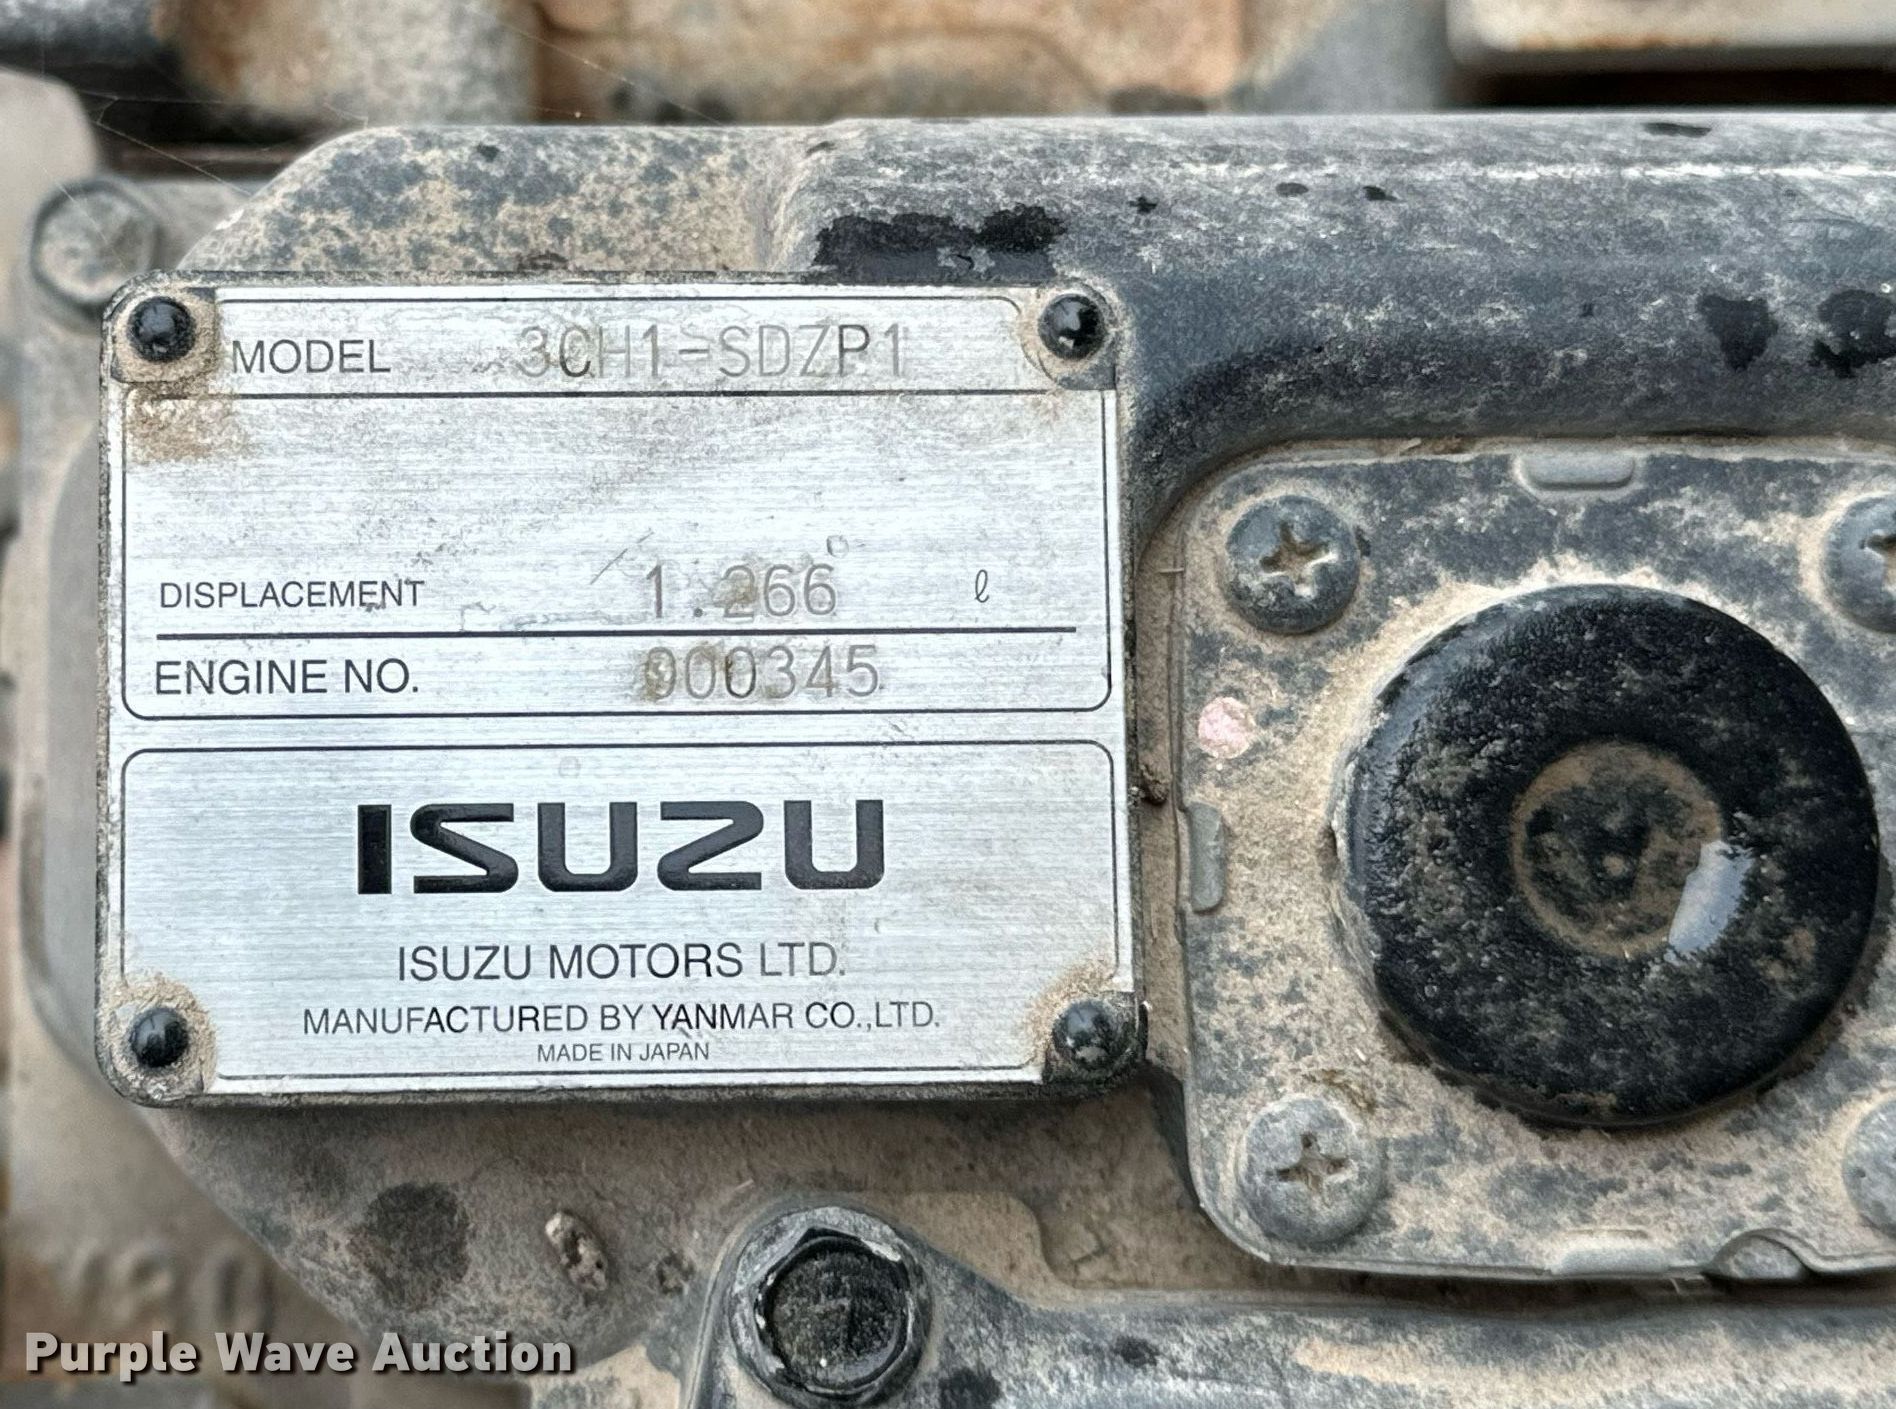 MODEL 3CH1-SDZP1
DISPLACEMENT 1.266 ℓ
ENGINE NO. 900345
ISUZU
ISUZU MOTORS LTD.
MANUFACTURED BY YANMAR CO.,LTD.
MADE IN JAPAN
Purple Wave Auction